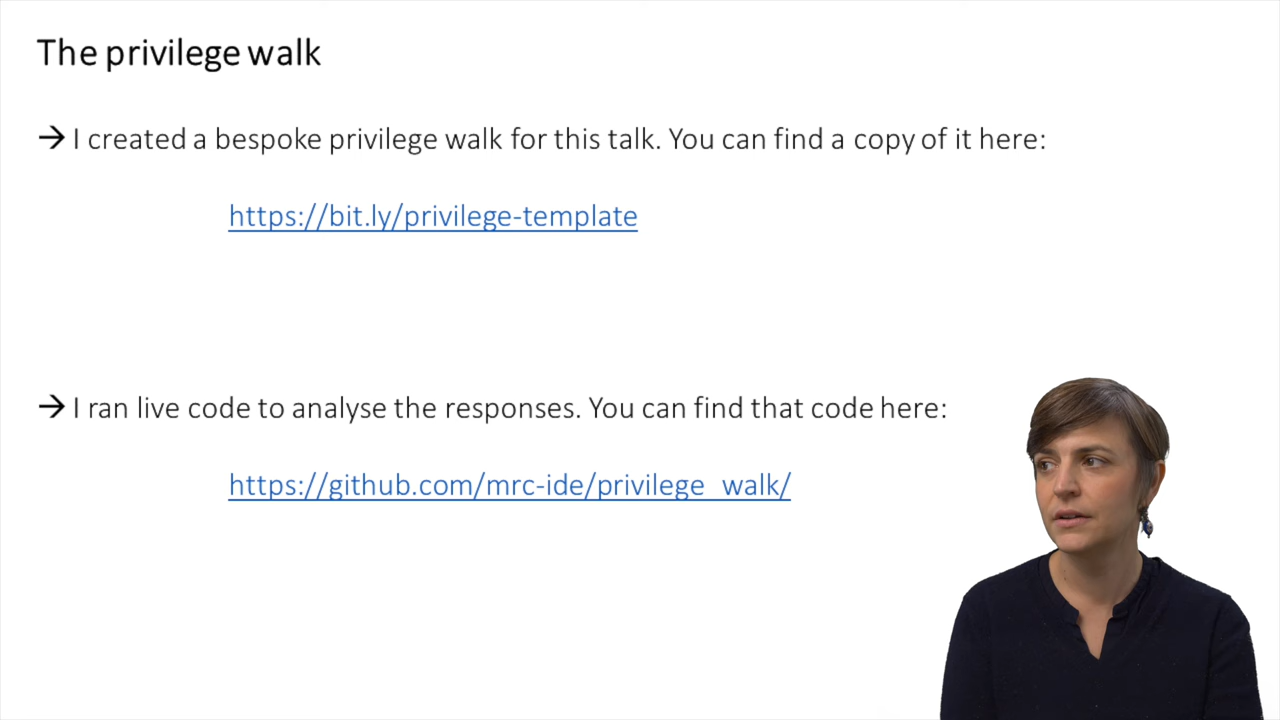 The privilege walk
→ I created a bespoke privilege walk for this talk. You can find a copy of it here:
https://bit.ly/privilege-template
→ I ran live code to analyse the responses. You can find that code here:
https://github.com/mrc-ide/privilege_walk/